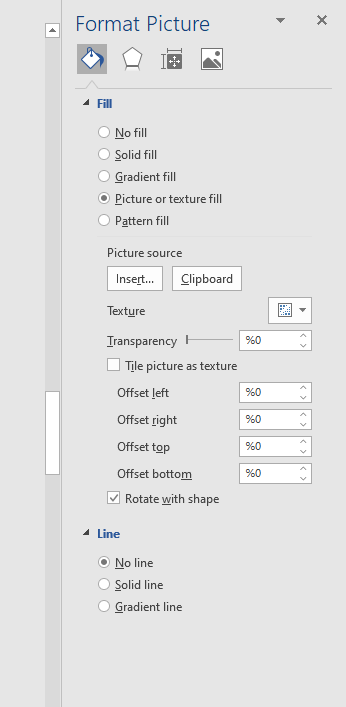 Format Picture
Fill
No fill
Solid fill
Gradient fill
Picture or texture fill
Pattern fill
Picture source
Insert... Clipboard
Texture
Transparency %0
Tile picture as texture
Offset left %0
Offset right %0
Offset top %0
Offset bottom %0
Rotate with shape
Line
No line
Solid line
Gradient line